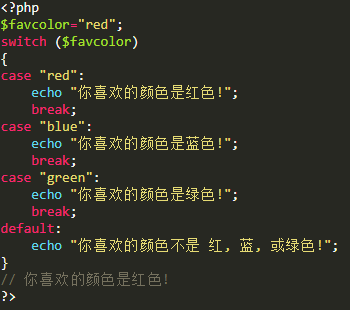 <?php
$favcolor="red";
switch ($favcolor)
{
case "red":
    echo "你喜欢的颜色是红色!";
    break;
case "blue":
    echo "你喜欢的颜色是蓝色!";
    break;
case "green":
    echo "你喜欢的颜色是绿色!";
    break;
default:
    echo "你喜欢的颜色不是 红, 蓝, 或绿色!";
}
// 你喜欢的颜色是红色!
?>